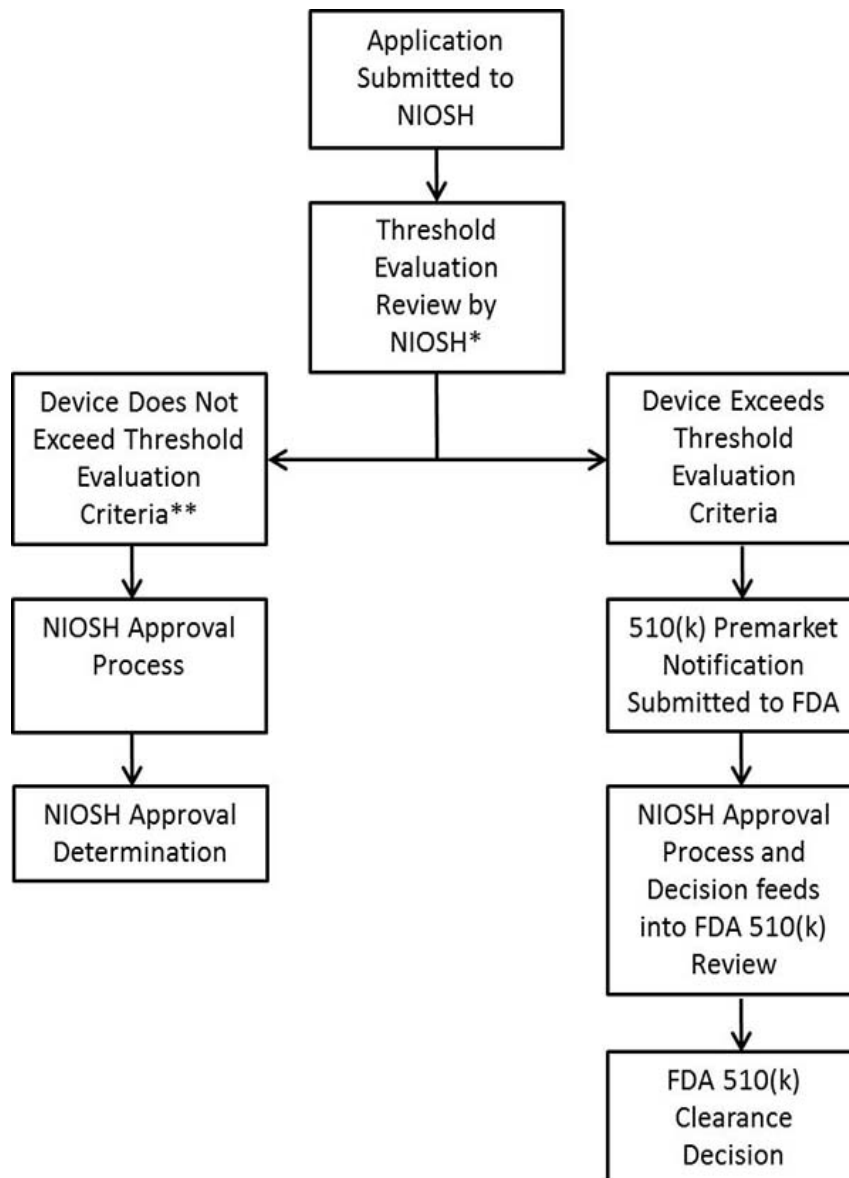 Application
Submitted to
NIOSH
Threshold
Evaluation
Review by
NIOSH*
Device Does Not
Exceed Threshold
Evaluation
Criteria**
Device Exceeds
Threshold
Evaluation
Criteria
NIOSH Approval
Process
510(k) Premarket
Notification
Submitted to FDA
NIOSH Approval
Determination
NIOSH Approval
Process and
Decision feeds
into FDA 510(k)
Review
FDA 510(k)
Clearance
Decision